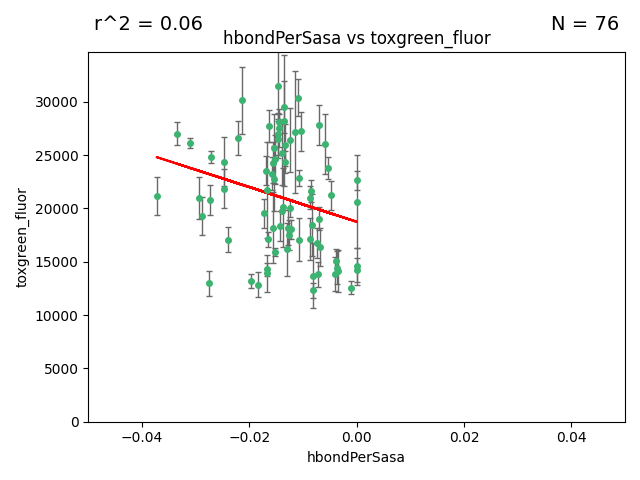 r^2 = 0.06
N = 76
hbondPerSasa vs toxgreen_fluor
30000
25000
20000
15000
10000
5000
0
toxgreen_fluor
−0.04
−0.02
0.00
0.02
0.04
hbondPerSasa